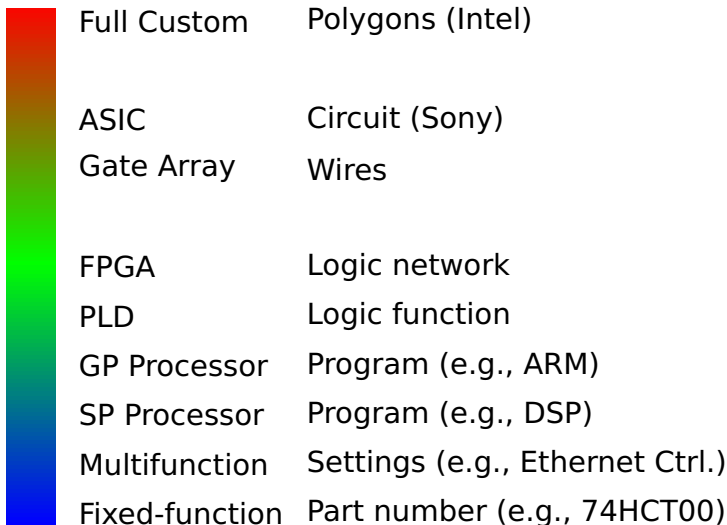 Full Custom Polygons (Intel)
ASIC Circuit (Sony)
Gate Array Wires
FPGA Logic network
PLD Logic function
GP Processor Program (e.g., ARM)
SP Processor Program (e.g., DSP)
Multifunction Settings (e.g., Ethernet Ctrl.)
Fixed-function Part number (e.g., 74HCT00)